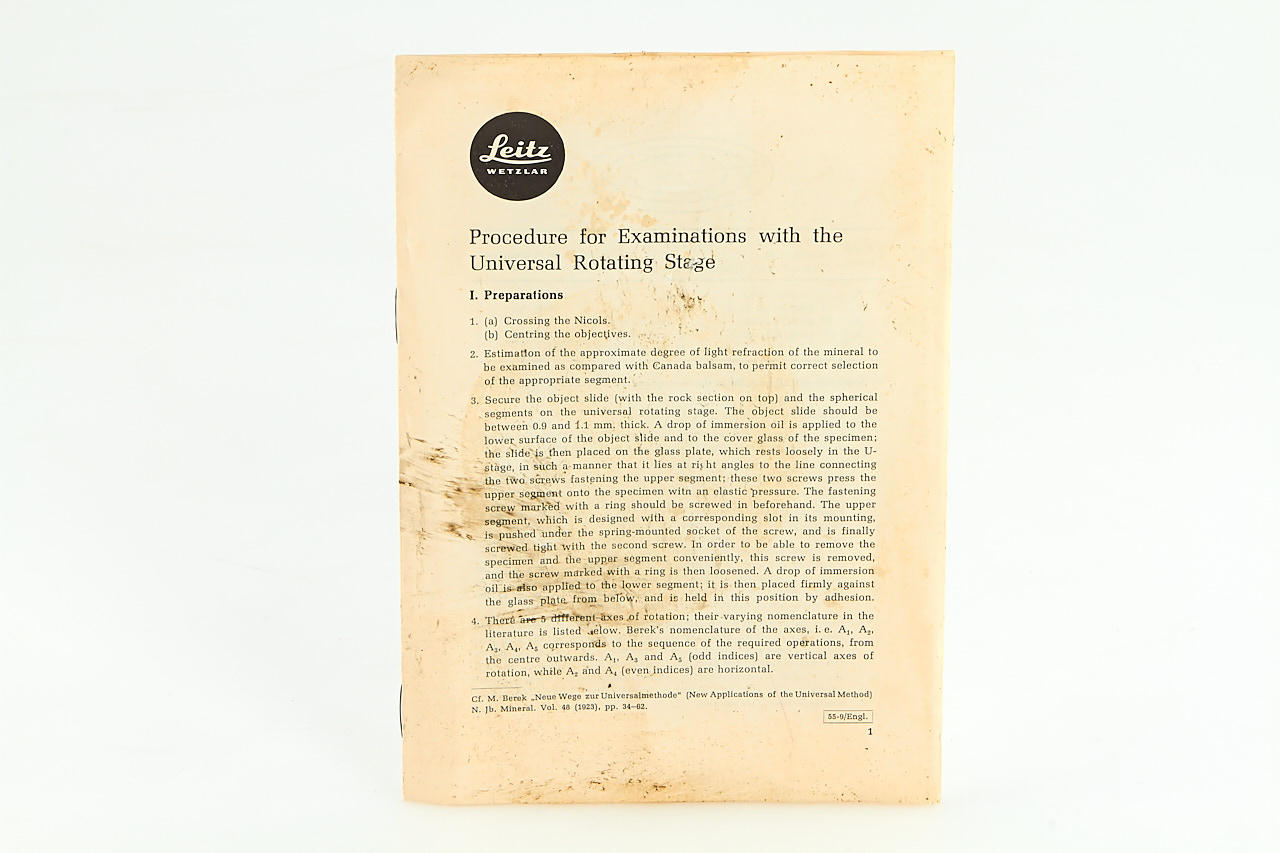 Leitz
WETZLAR
Procedure for Examinations with the
Universal Rotating Stage
I. Preparations
1. (a) Crossing the Nicols.
(b) Centring the objectives.
2. Estimation of the approximate degree of light refraction of the mineral to
be examined as compared with Canada balsam, to permit correct selection
of the appropriate segment.
3. Secure the object slide (with the rock section on top) and the spherical
segments on the universal rotating stage. The object slide should be
between 0.9 and 1.1 mm. thick. A drop of immersion oil is applied to the
lower surface of the object slide and to the cover glass of the specimen;
the slide is then placed on the glass plate, which rests loosely in the U-
stage, in such a manner that it lies at right angles to the line connecting
the two screws fastening the upper segment; these two screws press the
upper segment onto the specimen with an elastic pressure. The fastening
screw marked with a ring should be screwed in beforehand. The upper
segment, which is designed with a corresponding slot in its mounting,
is pushed under the spring-mounted socket of the screw, and is finally
screwed tight with the second screw. In order to be able to remove the
specimen and the upper segment conveniently, this screw is removed,
and the screw marked with a ring is then loosened. A drop of immersion
oil is also applied to the lower segment; it is then placed firmly against
the glass plate from below, and is held in this position by adhesion.
4. There are 5 different axes of rotation; their varying nomenclature in the
literature is listed below. Berek's nomenclature of the axes, i. e. A₁, A₂,
A₃, A₄, A₅ corresponds to the sequence of the required operations, from
the centre outwards. A₁, A₃ and A₅ (odd indices) are vertical axes of
rotation, while A₂ and A₄ (even indices) are horizontal.
Cf. M. Berek „Neue Wege zur Universalmethode“ (New Applications of the Universal Method)
N. Jb. Mineral. Vol. 48 (1923), pp. 34—62.
55-9/Engl.
1